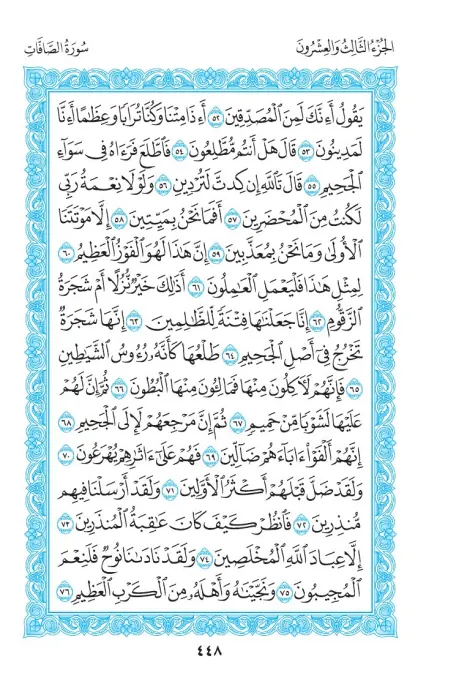 الجُزْءُ الثَّالِثُ وَالعِشْرُونَ
سُورَةُ الصَّافَّاتِ
يَقُولُ أَءِنَّكَ لَمِنَ ٱلْمُصَدِّقِينَ ٥٢ أَءِذَا مِتْنَا وَكُنَّا تُرَابًا وَعِظَٰمًا أَءِنَّا
لَمَدِينُونَ ٥٣ قَالَ هَلْ أَنتُم مُّطَّلِعُونَ ٥٤ فَٱطَّلَعَ فَرَءَاهُ فِى سَوَآءِ
ٱلْجَحِيمِ ٥٥ قَالَ تَٱللَّهِ إِن كِدتَّ لَتُرْدِينِ ٥٦ وَلَوْلَا نِعْمَةُ رَبِّى
لَكُنتُ مِنَ ٱلْمُحْضَرِينَ ٥٧ أَفَمَا نَحْنُ بِمَيِّتِينَ ٥٨ إِلَّا مَوْتَتَنَا
ٱلْأُولَىٰ وَمَا نَحْنُ بِمُعَذَّبِينَ ٥٩ إِنَّ هَٰذَا لَهُوَ ٱلْفَوْزُ ٱلْعَظِيمُ ٦٠
لِمِثْلِ هَٰذَا فَلْيَعْمَلِ ٱلْعَٰمِلُونَ ٦١ أَذَٰلِكَ خَيْرٌ نُّزُلًا أَمْ شَجَرَةُ
ٱلزَّقُّومِ ٦٢ إِنَّا جَعَلْنَٰهَا فِتْنَةً لِّلظَّٰلِمِينَ ٦٣ إِنَّهَا شَجَرَةٌ
تَخْرُجُ فِىٓ أَصْلِ ٱلْجَحِيمِ ٦٤ طَلْعُهَا كَأَنَّهُۥ رُءُوسُ ٱلشَّيَٰطِينِ
٦٥ فَإِنَّهُمْ لَءَاكِلُونَ مِنْهَا فَمَالِـُٔونَ مِنْهَا ٱلْبُطُونَ ٦٦ ثُمَّ إِنَّ لَهُمْ
عَلَيْهَا لَشَوْبًا مِّنْ حَمِيمٍ ٦٧ ثُمَّ إِنَّ مَرْجِعَهُمْ لَإِلَى ٱلْجَحِيمِ ٦٨
إِنَّهُمْ أَلْفَوْا۟ ءَابَآءَهُمْ ضَآلِّينَ ٦٩ فَهُمْ عَلَىٰٓ ءَاثَٰرِهِمْ يُهْرَعُونَ ٧٠
وَلَقَدْ ضَلَّ قَبْلَهُمْ أَكْثَرُ ٱلْأَوَّلِينَ ٧١ وَلَقَدْ أَرْسَلْنَا فِيهِم
مُّنذِرِينَ ٧٢ فَٱنظُرْ كَيْفَ كَانَ عَٰقِبَةُ ٱلْمُنذَرِينَ ٧٣
إِلَّا عِبَادَ ٱللَّهِ ٱلْمُخْلَصِينَ ٧٤ وَلَقَدْ نَادَىٰنَا نُوحٌ فَلَنِعْمَ
ٱلْمُجِيبُونَ ٧٥ وَنَجَّيْنَٰهُ وَأَهْلَهُۥ مِنَ ٱلْكَرْبِ ٱلْعَظِيمِ ٧٦
٤٤٨